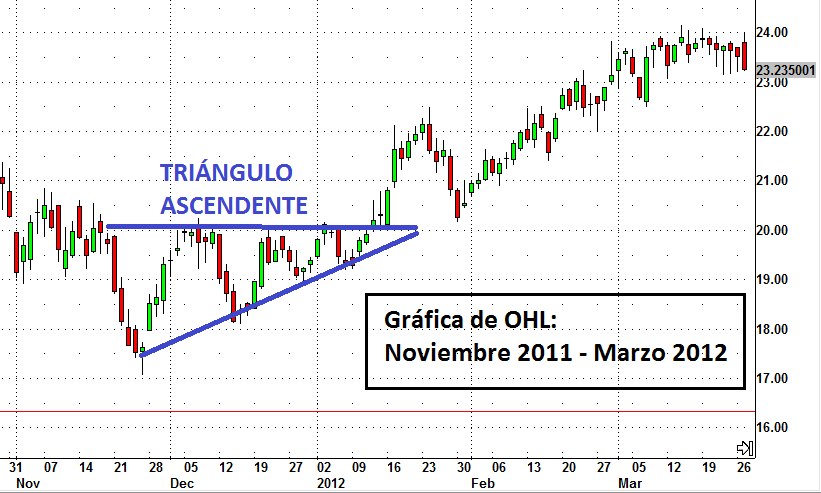 TRIÁNGULO
ASCENDENTE
Gráfica de OHL:
Noviembre 2011 - Marzo 2012
24.00
23.235001
23.00
22.00
21.00
20.00
19.00
18.00
17.00
16.00
31 07 14 21 28 05 12 19 27 02 09 16 23 30 06 13 20 27 05 12 19 26
Nov Dec 2012 Feb Mar